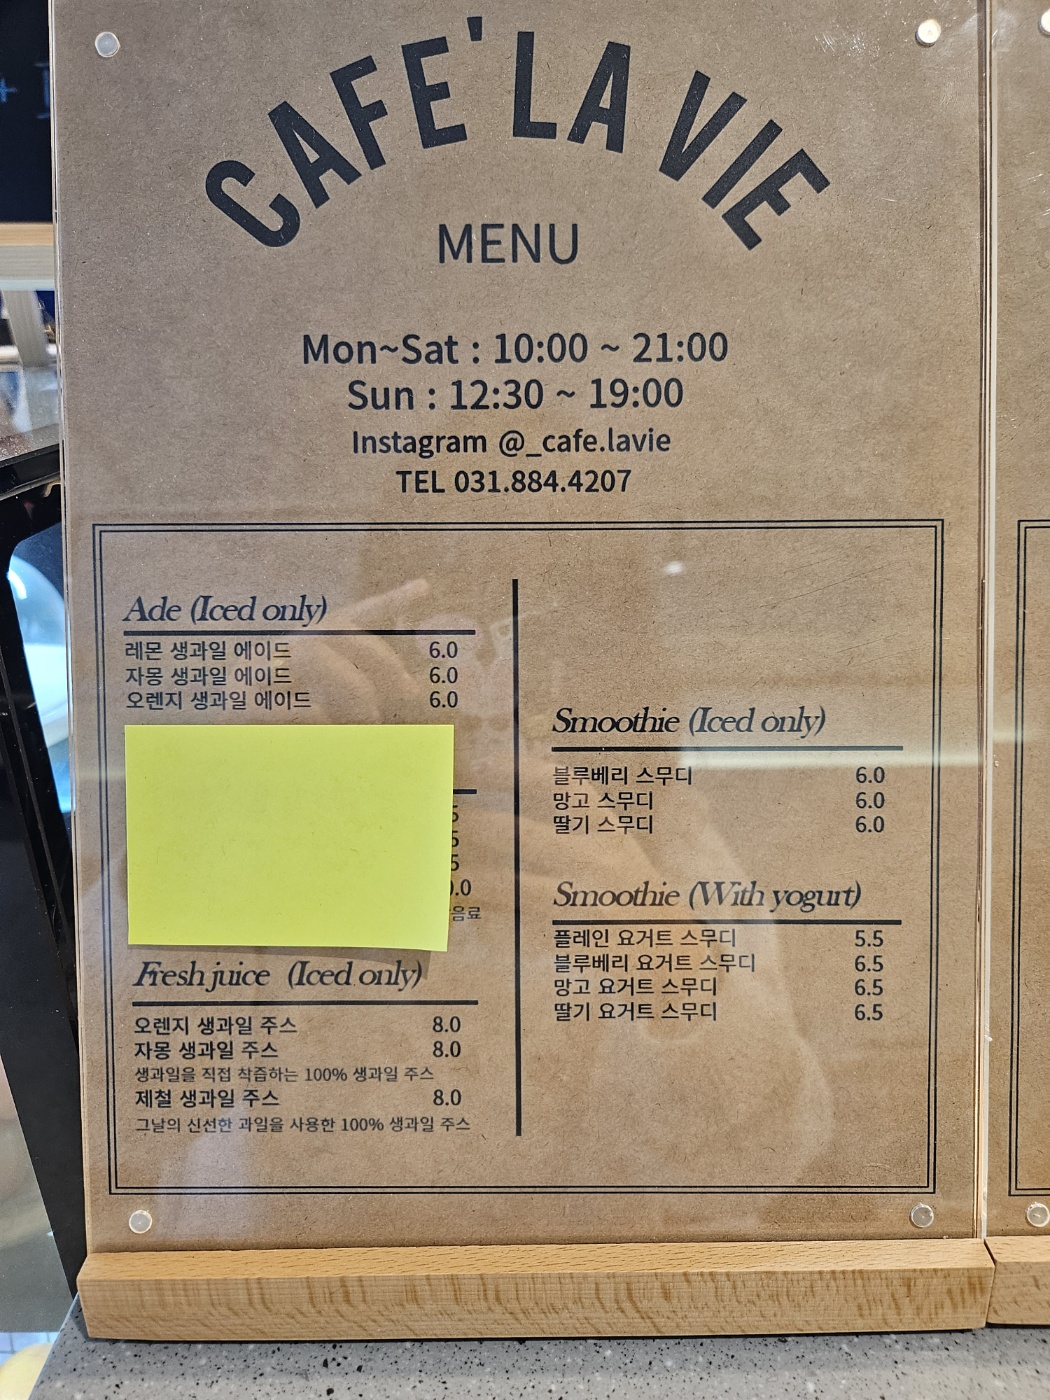 CAFE' LA VIE
MENU
Mon~Sat : 10:00 ~ 21:00
Sun : 12:30 ~ 19:00
Instagram @_cafe.lavie
TEL 031.884.4207
Ade (Iced only)
레몬 생과일 에이드 6.0
자몽 생과일 에이드 6.0
오렌지 생과일 에이드 6.0
음료
Fresh juice (Iced only)
오렌지 생과일 주스 8.0
자몽 생과일 주스 8.0
생과일을 직접 착즙하는 100% 생과일 주스
제철 생과일 주스 8.0
그날의 신선한 과일을 사용한 100% 생과일 주스
Smoothie (Iced only)
블루베리 스무디 6.0
망고 스무디 6.0
딸기 스무디 6.0
Smoothie (With yogurt)
플레인 요거트 스무디 5.5
블루베리 요거트 스무디 6.5
망고 요거트 스무디 6.5
딸기 요거트 스무디 6.5